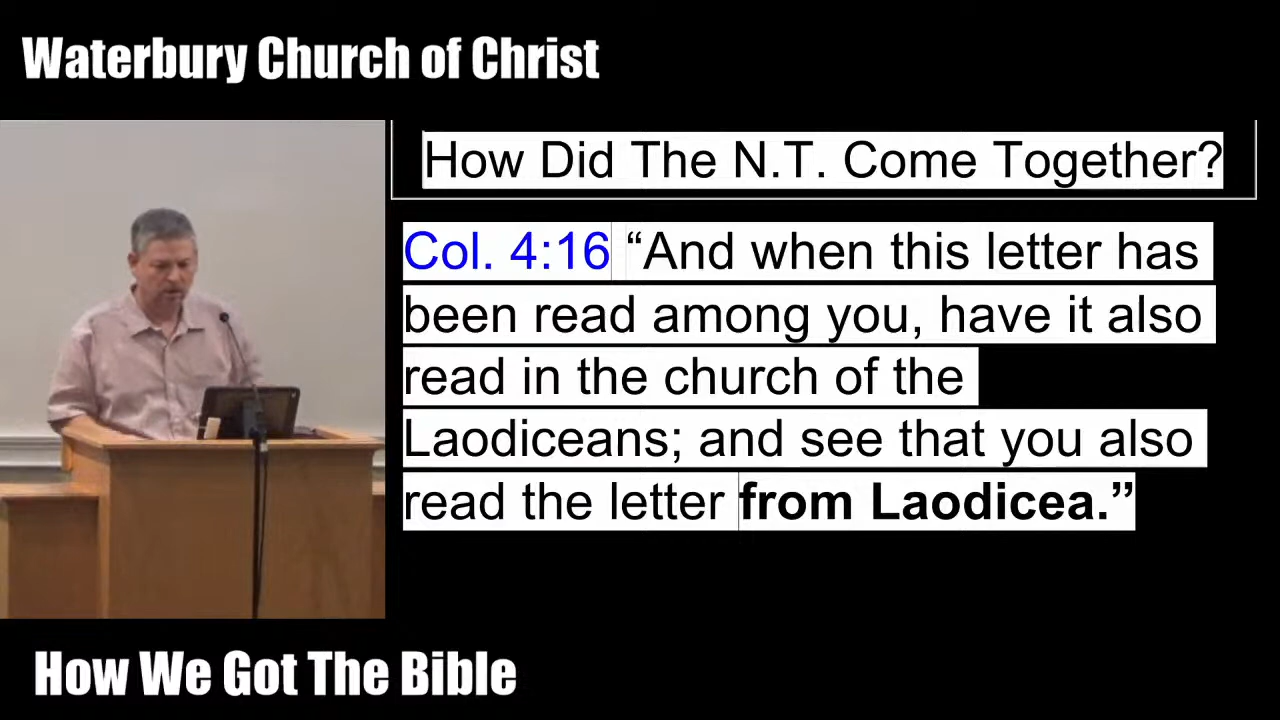 Waterbury Church of Christ
How Did The N.T. Come Together?
Col. 4:16 “And when this letter has
been read among you, have it also
read in the church of the
Laodiceans; and see that you also
read the letter from Laodicea.”
How We Got The Bible